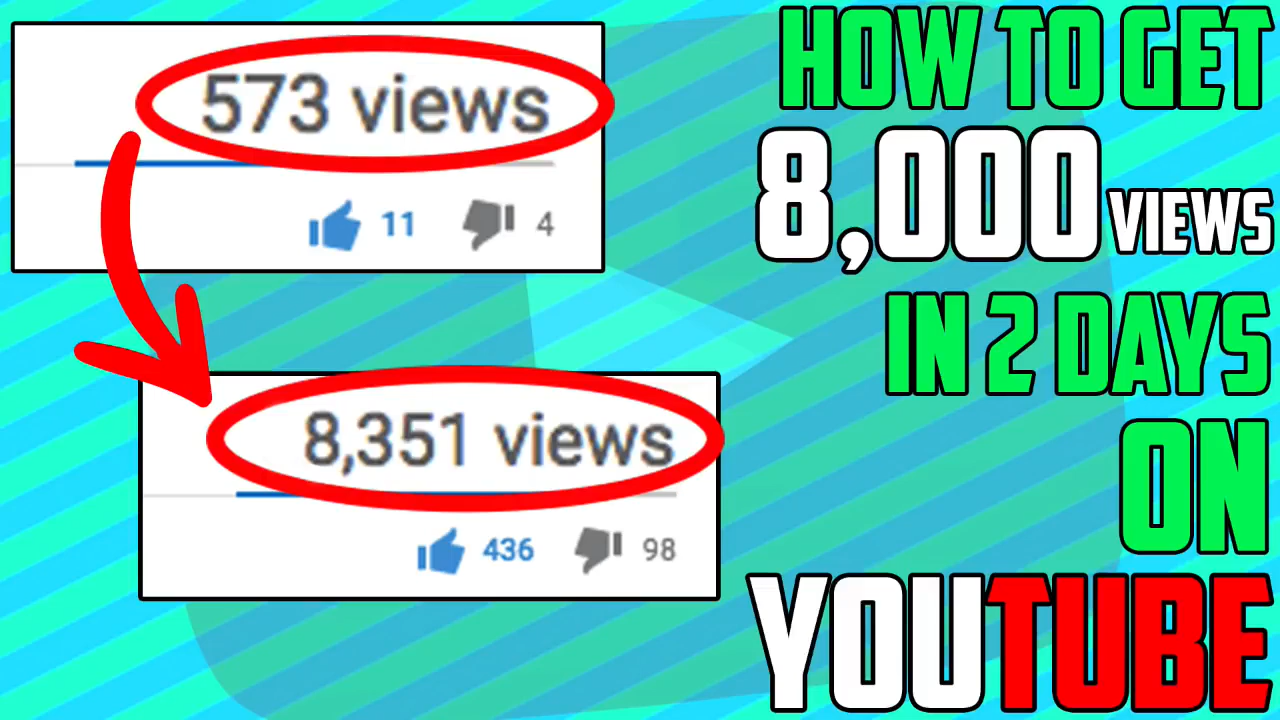 573 views
11 4
8,351 views
436 98
HOW TO GET
8,000 VIEWS
IN 2 DAYS
ON
YOUTUBE